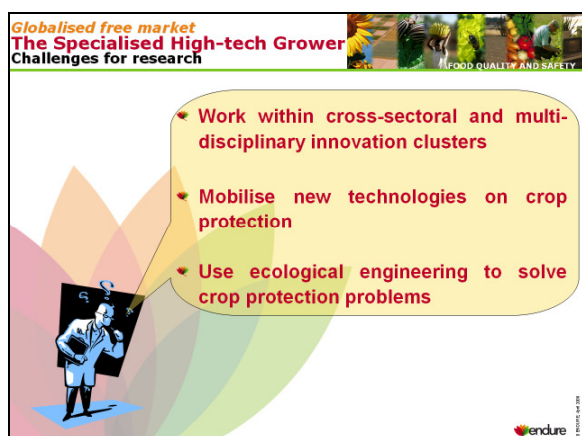 Globalised free market
The Specialised High-tech Grower
Challenges for research
FOOD QUALITY AND SAFETY
Work within cross-sectoral and multi-
disciplinary innovation clusters
Mobilise new technologies on crop
protection
Use ecological engineering to solve
crop protection problems
endure